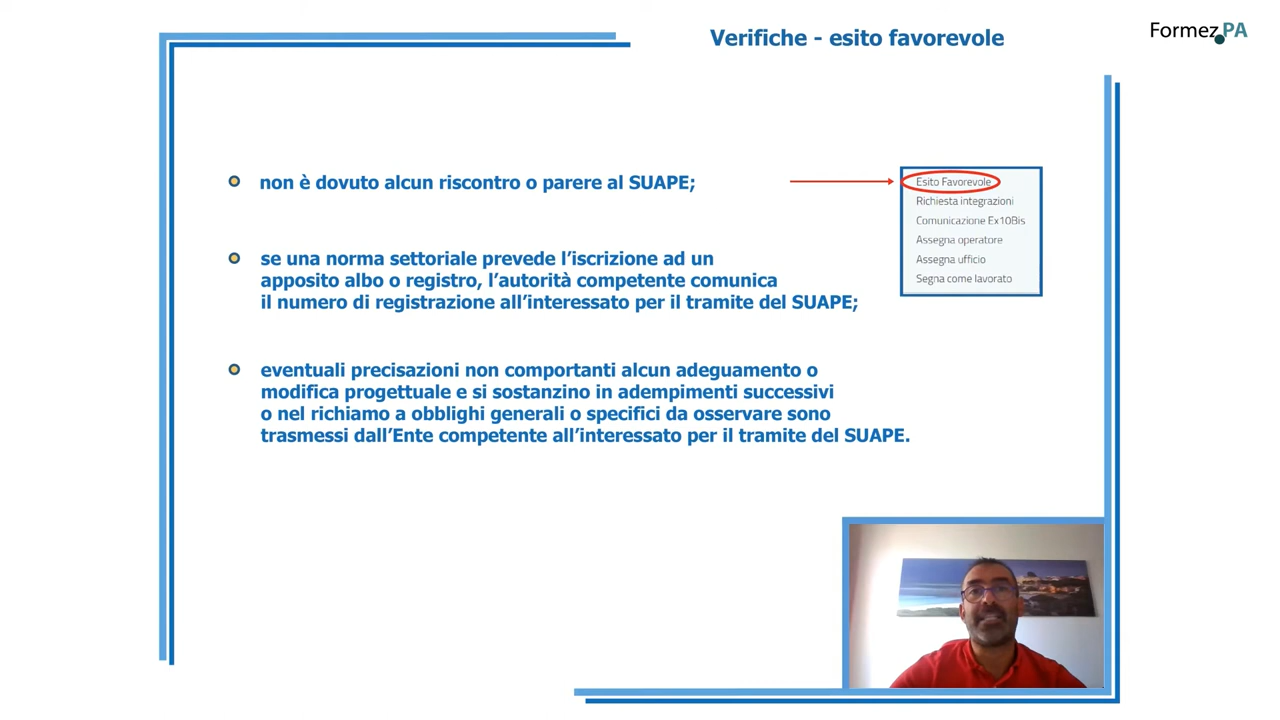 Verifiche - esito favorevole
Formez PA
non è dovuto alcun riscontro o parere al SUAPE;
Esito Favorevole
Richiesta integrazioni
Comunicazione Ex10Bis
Assegna operatore
Assegna ufficio
Segna come lavorato
se una norma settoriale prevede l’iscrizione ad un
apposito albo o registro, l’autorità competente comunica
il numero di registrazione all’interessato per il tramite del SUAPE;
eventuali precisazioni non comportanti alcun adeguamento o
modifica progettuale e si sostanzino in adempimenti successivi
o nel richiamo a obblighi generali o specifici da osservare sono
trasmessi dall’Ente competente all’interessato per il tramite del SUAPE.